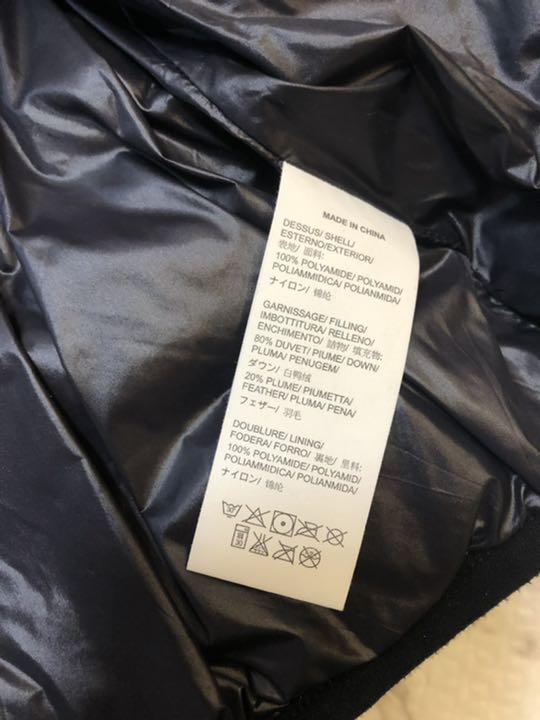 MADE IN CHINA
DESSUS/ SHELL/
ESTERNO/EXTERIOR/
表地/ 面料:
100% POLYAMIDE/ POLYAMID/
POLIAMMIDICA/ POLIANMIDA/
ナイロン/ 锦纶
GARNISSAGE/ FILLING/
IMBOTTITURA/ RELLENO/
ENCHIMENTO/ 詰物/ 填充物:
80% DUVET/ PIUME/ DOWN/
PLUMA/ PENUGEM/
ダウン/ 白鸭绒
20% PLUME/ PIUMETTA/
FEATHER/ PLUMA/ PENA/
フェザー/ 羽毛
DOUBLURE/ LINING/
FODERA/ FORRO/ 裏地/ 里料:
100% POLYAMIDE/ POLYAMID/
POLIAMMIDICA/ POLIANMIDA/
ナイロン/ 锦纶
30